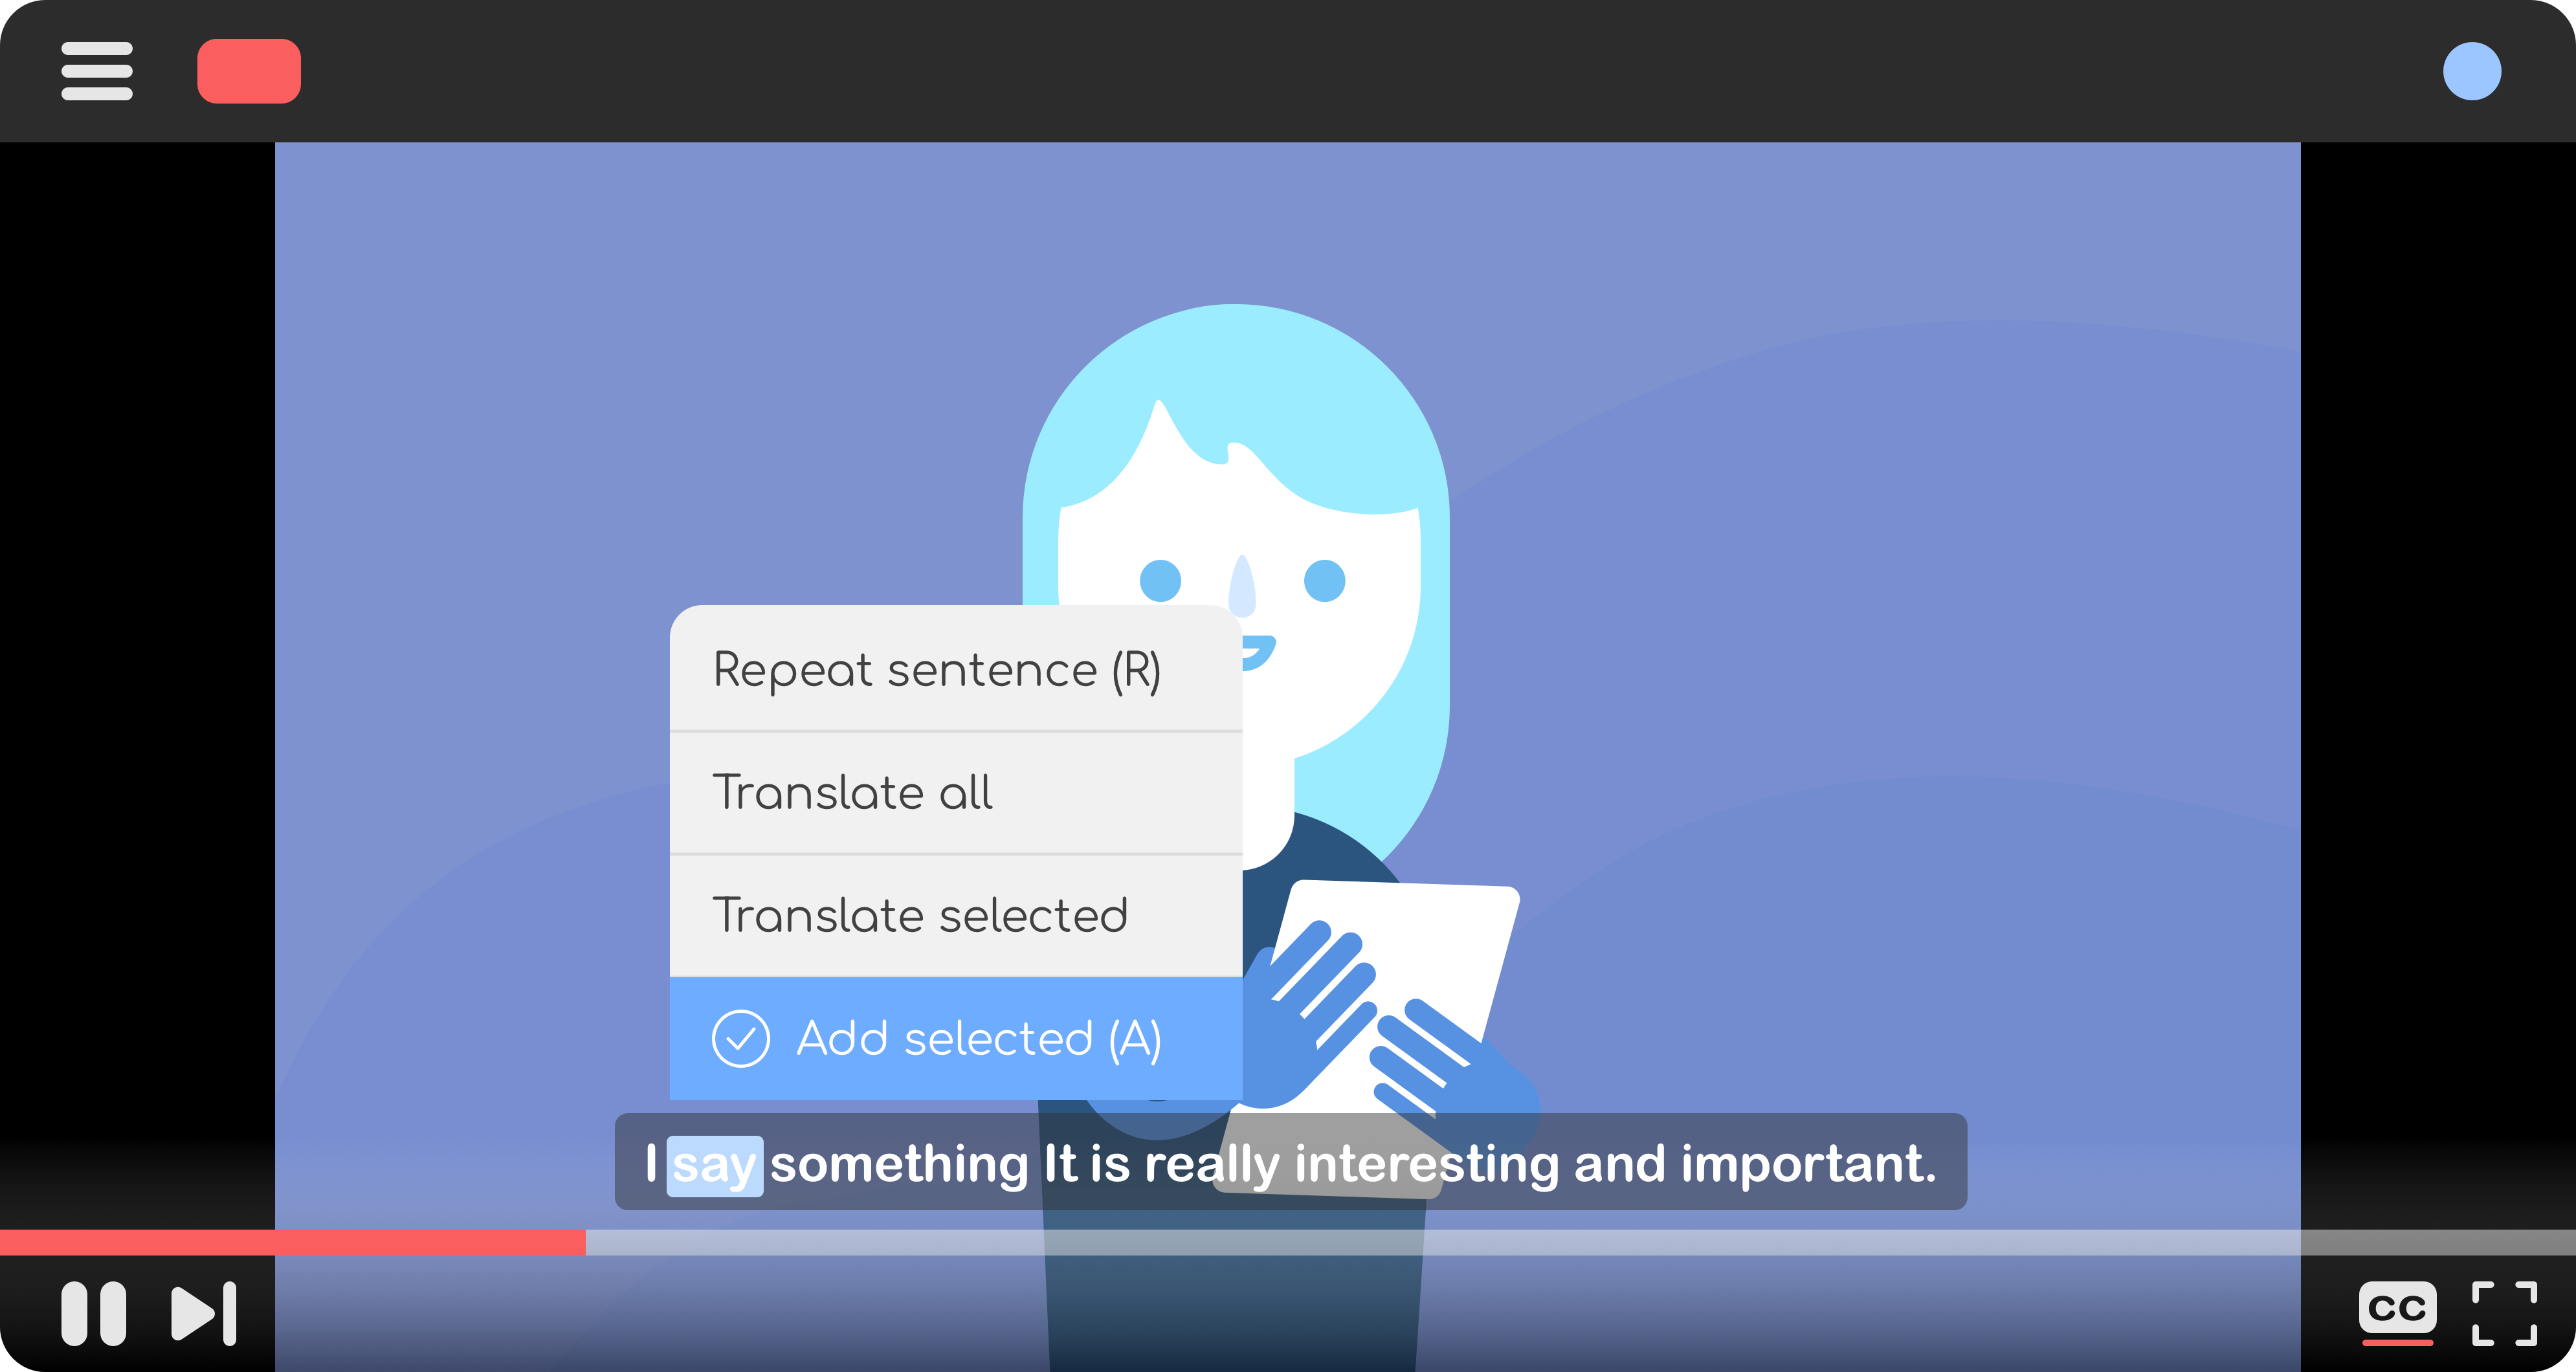 Repeat sentence (R)
Translate all
Translate selected
Add selected (A)
I say something It is really interesting and important.
CC